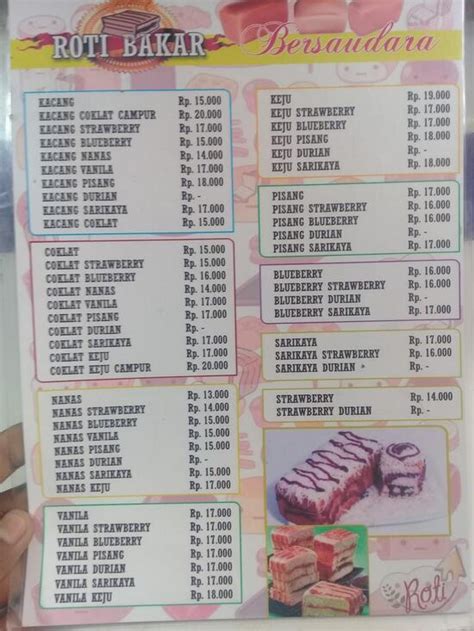 ROTI BAKAR Bersaudara
KACANG Rp. 15.000
KACANG COKLAT CAMPUR Rp. 20.000
KACANG STRAWBERRY Rp. 17.000
KACANG BLUEBERRY Rp. 15.000
KACANG NANAS Rp. 14.000
KACANG VANILA Rp. 17.000
KACANG PISANG Rp. 18.000
KACANG DURIAN Rp. -
KACANG SARIKAYA Rp. 17.000
KACANG COKLAT Rp. 15.000
COKLAT Rp. 15.000
COKLAT STRAWBERRY Rp. 15.000
COKLAT BLUEBERRY Rp. 16.000
COKLAT NANAS Rp. 14.000
COKLAT VANILA Rp. 17.000
COKLAT PISANG Rp. 17.000
COKLAT DURIAN Rp. -
COKLAT SARIKAYA Rp. 17.000
COKLAT KEJU Rp. 17.000
COKLAT KEJU CAMPUR Rp. 20.000
NANAS Rp. 13.000
NANAS STRAWBERRY Rp. 14.000
NANAS BLUEBERRY Rp. 15.000
NANAS VANILA Rp. 15.000
NANAS PISANG Rp. 15.000
NANAS DURIAN Rp. -
NANAS SARIKAYA Rp. 15.000
NANAS KEJU Rp. 17.000
VANILA Rp. 17.000
VANILA STRAWBERRY Rp. 17.000
VANILA BLUEBERRY Rp. 17.000
VANILA PISANG Rp. 17.000
VANILA DURIAN Rp. 17.000
VANILA SARIKAYA Rp. 17.000
VANILA KEJU Rp. 18.000
KEJU Rp. 19.000
KEJU STRAWBERRY Rp. 17.000
KEJU BLUEBERRY Rp. 17.000
KEJU PISANG Rp. 18.000
KEJU DURIAN Rp. -
KEJU SARIKAYA Rp. 18.000
PISANG Rp. 17.000
PISANG STRAWBERRY Rp. 16.000
PISANG BLUEBERRY Rp. 16.000
PISANG DURIAN Rp. -
PISANG SARIKAYA Rp. 17.000
BLUEBERRY Rp. 16.000
BLUEBERRY STRAWBERRY Rp. 16.000
BLUEBERRY DURIAN Rp. -
BLUEBERRY SARIKAYA Rp. 17.000
SARIKAYA Rp. 17.000
SARIKAYA STRAWBERRY Rp. 16.000
SARIKAYA DURIAN Rp. -
STRAWBERRY Rp. 14.000
STRAWBERRY DURIAN Rp. -
Roti